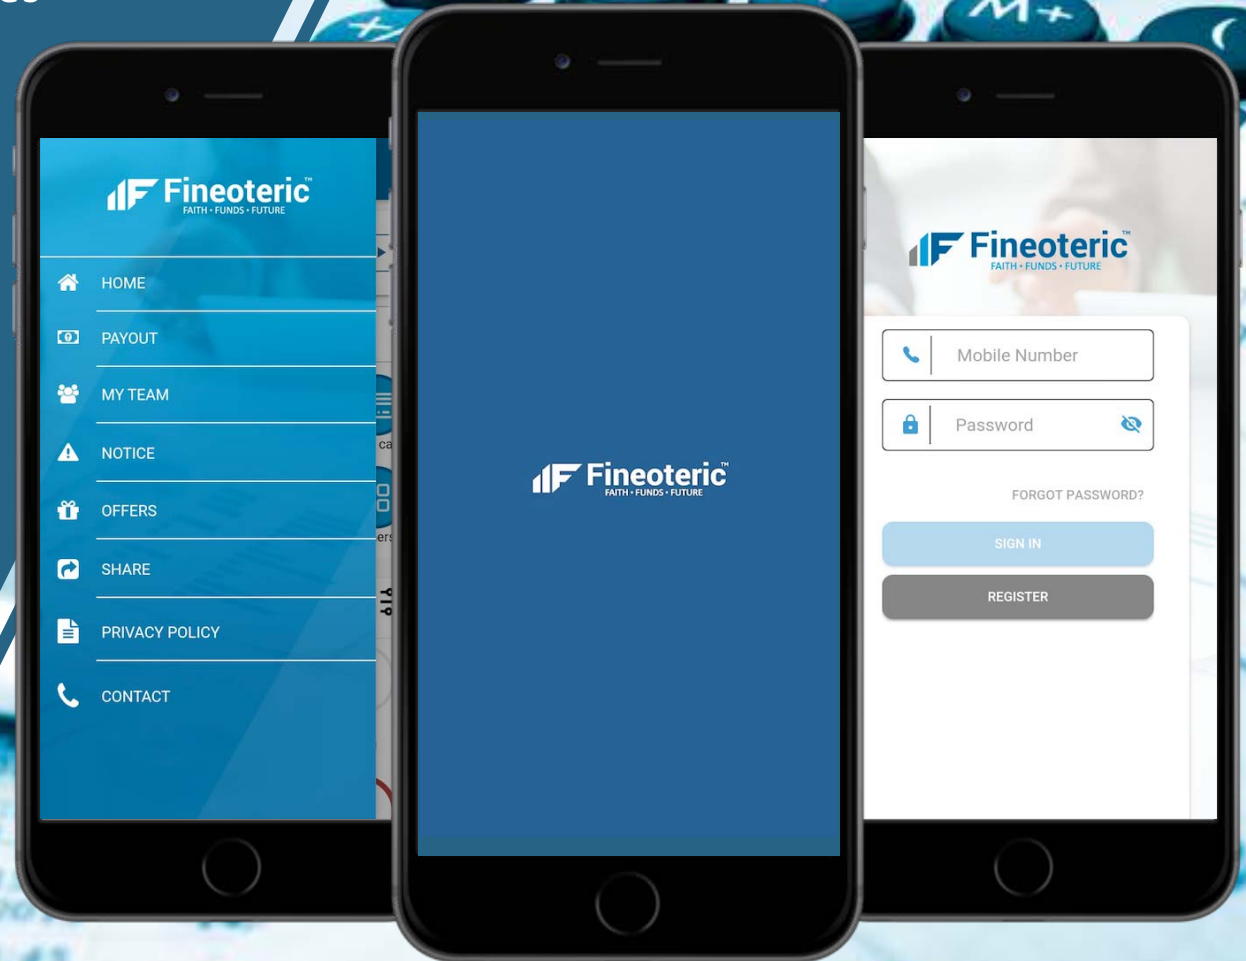 M+
Fineoteric™
FAITH • FUNDS • FUTURE
HOME
PAYOUT
MY TEAM
NOTICE
OFFERS
SHARE
PRIVACY POLICY
CONTACT
Fineoteric™
FAITH • FUNDS • FUTURE
Fineoteric™
FAITH • FUNDS • FUTURE
Mobile Number
Password
FORGOT PASSWORD?
SIGN IN
REGISTER